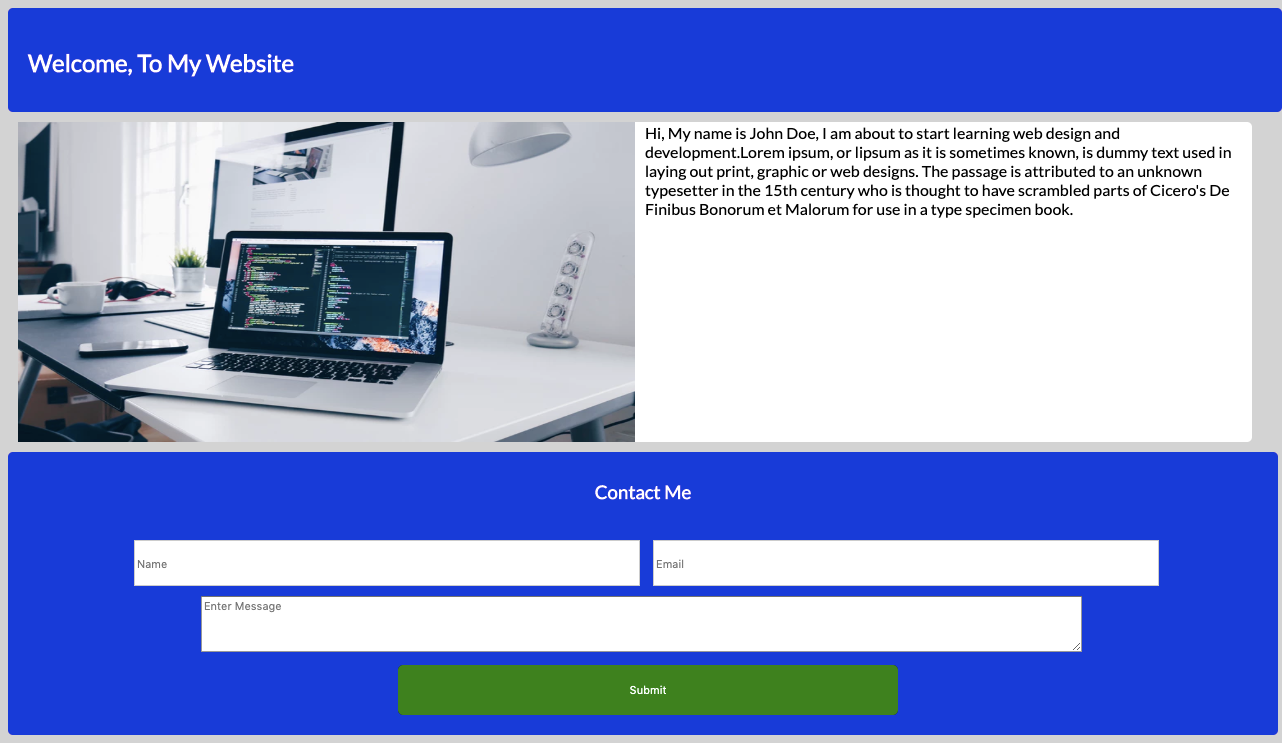 Welcome, To My Website
Hi, My name is John Doe, I am about to start learning web design and
development.Lorem ipsum, or lipsum as it is sometimes known, is dummy text used in
laying out print, graphic or web designs. The passage is attributed to an unknown
typesetter in the 15th century who is thought to have scrambled parts of Cicero's De
Finibus Bonorum et Malorum for use in a type specimen book.
Contact Me
Name
Email
Enter Message
Submit